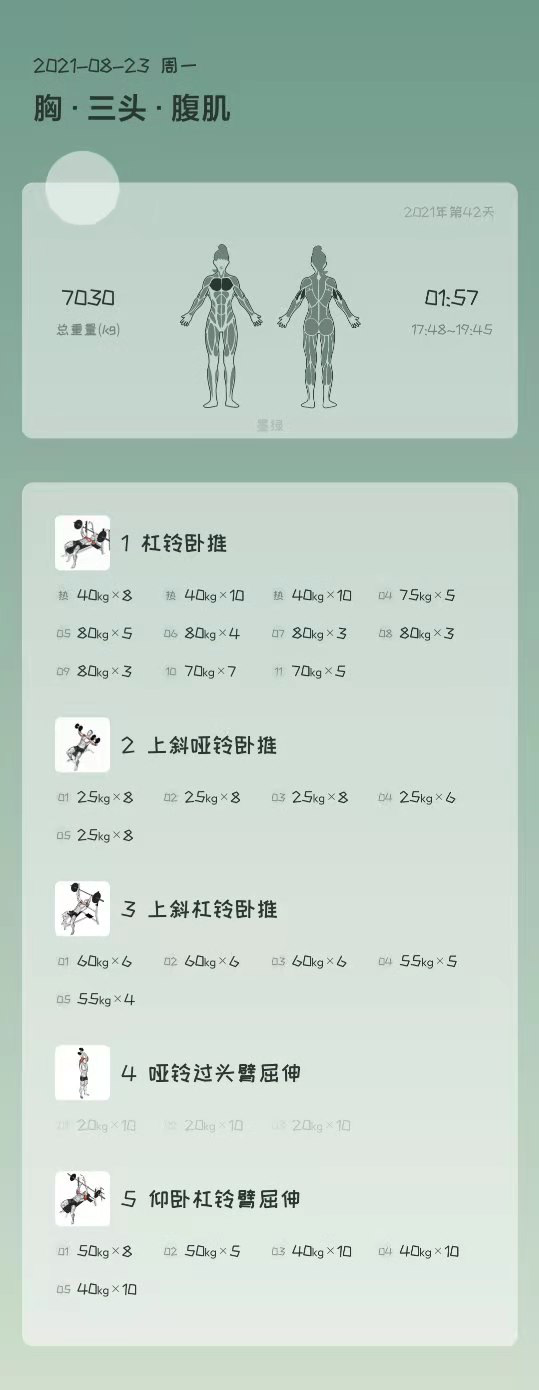 2021-08-23 周一
胸·三头·腹肌
2021年第42天
7030
总重量(kg)
01:57
17:48~19:45
墨绿
1 杠铃卧推
热 40kg×8 热 40kg×10 热 40kg×10 04 75kg×5
05 80kg×5 06 80kg×4 07 80kg×3 08 80kg×3
09 80kg×3 10 70kg×7 11 70kg×5
2 上斜哑铃卧推
01 25kg×8 02 25kg×8 03 25kg×8 04 25kg×6
05 25kg×8
3 上斜杠铃卧推
01 60kg×6 02 60kg×6 03 60kg×6 04 55kg×5
05 55kg×4
4 哑铃过头臂屈伸
01 20kg×10 02 20kg×10 03 20kg×10
5 仰卧杠铃臂屈伸
01 50kg×8 02 50kg×5 03 40kg×10 04 40kg×10
05 40kg×10